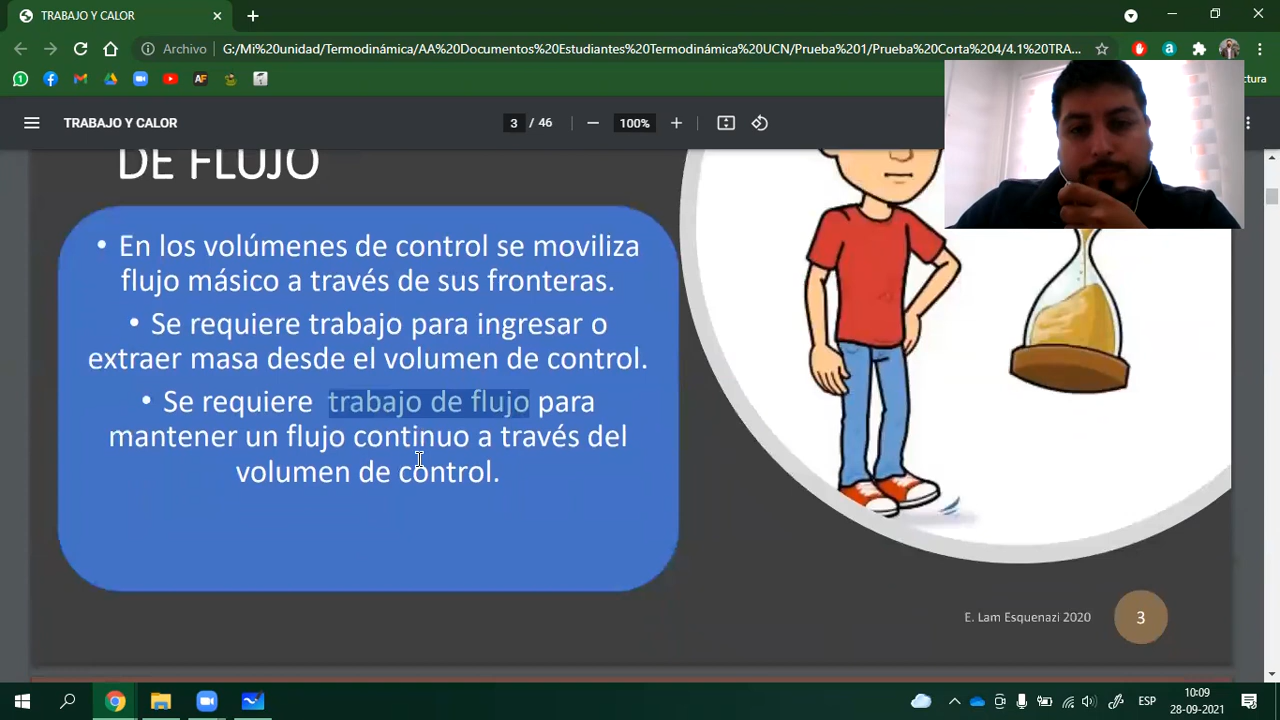 TRABAJO Y CALOR
Archivo
G:/Mi%20unidad/Termodinámica/AA%20Documentos%20Estudiantes%20Termodinámica%20UCN/Prueba%201/Prueba%20Corta%204/4.1%20TRA...
AF
ctura
TRABAJO Y CALOR
3 / 46
100%
DE FLUJO
• En los volúmenes de control se moviliza
flujo másico a través de sus fronteras.
• Se requiere trabajo para ingresar o
extraer masa desde el volumen de control.
• Se requiere trabajo de flujo para
mantener un flujo continuo a través del
volumen de control.
E. Lam Esquenazi 2020
3
ESP
10:09
28-09-2021